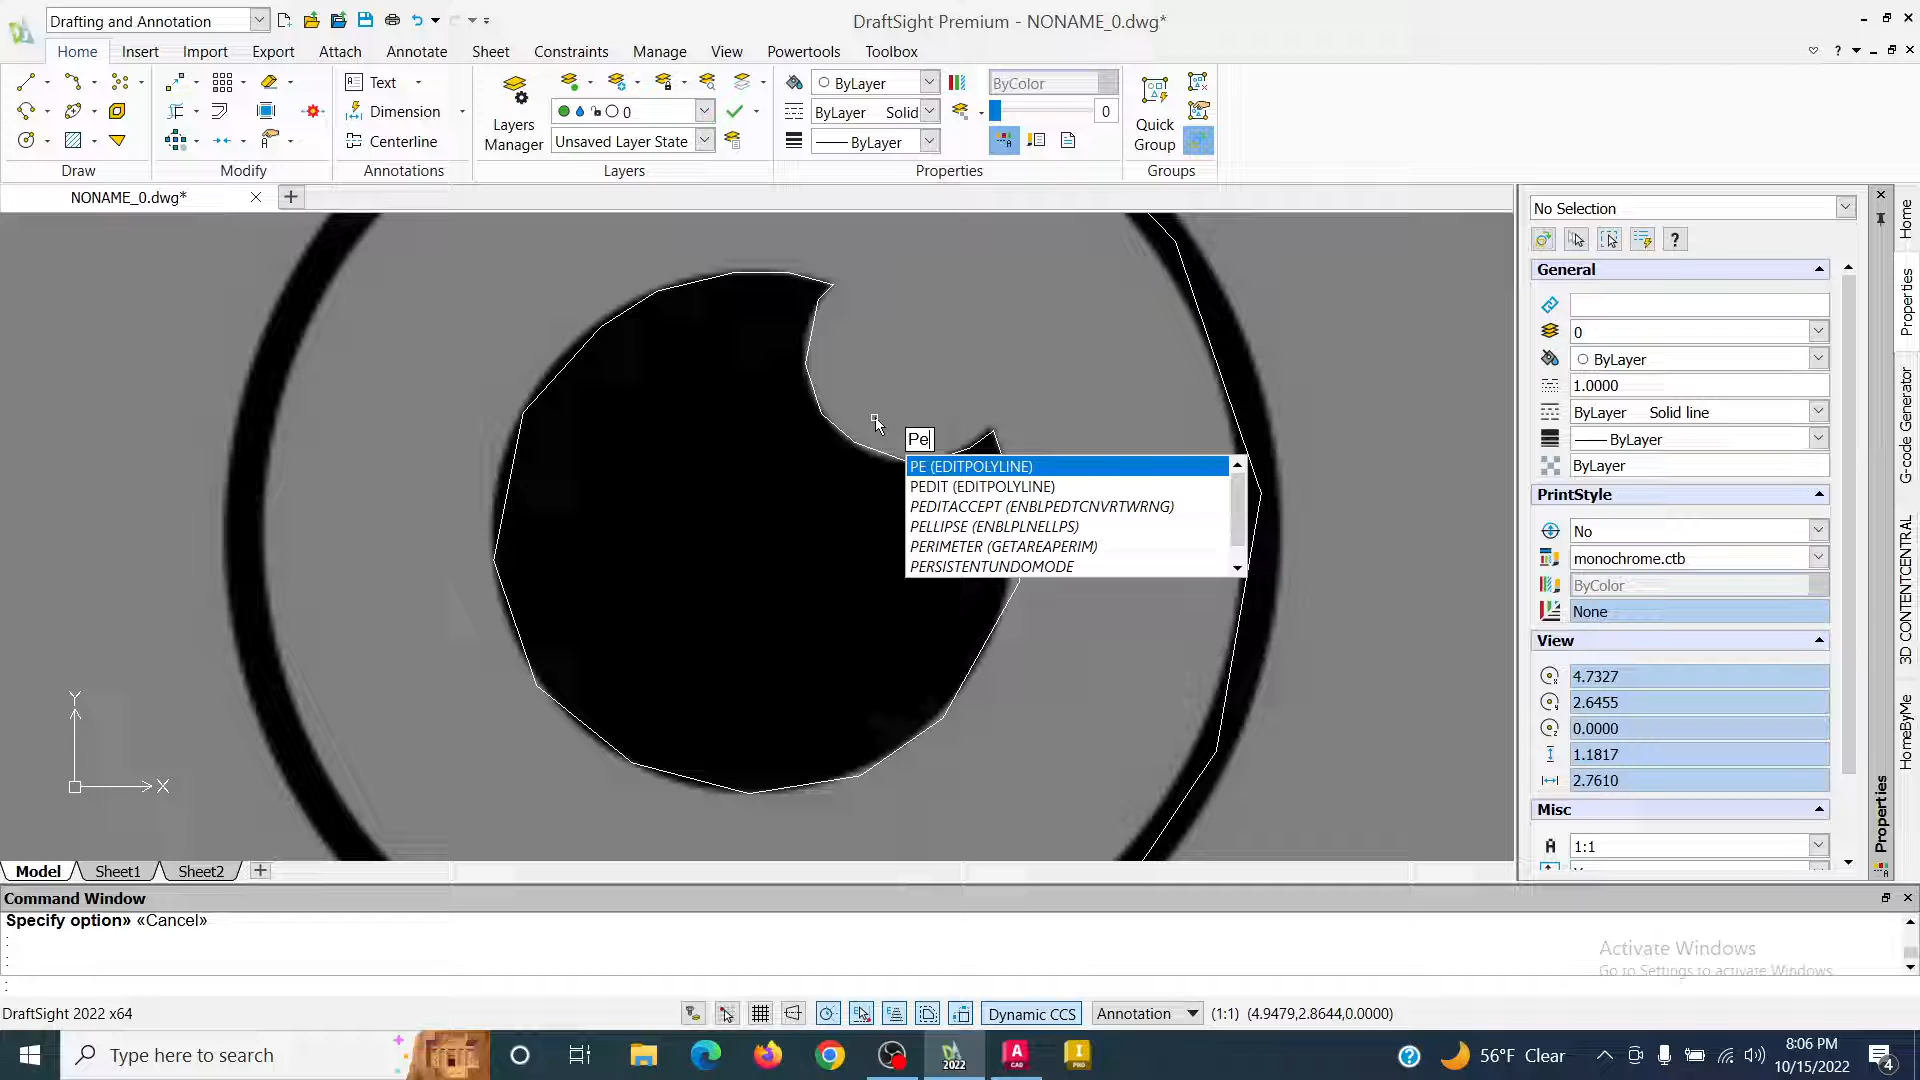 Drafting and Annotation
DraftSight Premium - NONAME_0.dwg*
Home
Insert
Import
Export
Attach
Annotate
Sheet
Constraints
Manage
View
Powertools
Toolbox
Text
Dimension
Centerline
Layers
Manager
0
Unsaved Layer State
ByLayer
ByLayer Solid
ByLayer
ByColor
0
Quick
Group
Draw
Modify
Annotations
Layers
Properties
Groups
NONAME_0.dwg*
Pe
PE (EDITPOLYLINE)
PEDIT (EDITPOLYLINE)
PEDITACCEPT (ENBLPEDTCNVRTWRNG)
PELLIPSE (ENBLPLNELLPS)
PERIMETER (GETAREAPERIM)
PERSISTENTUNDOMODE
Y
X
No Selection
?
General
0
ByLayer
1.0000
ByLayer Solid line
ByLayer
ByLayer
PrintStyle
No
monochrome.ctb
ByColor
None
View
4.7327
2.6455
0.0000
1.1817
2.7610
Misc
1:1
Properties
Home
Properties
G-code Generator
3D CONTENTCENTRAL
HomeByMe
Model
Sheet1
Sheet2
Command Window
Specify option» «Cancel»
:
:
:
Activate Windows
Go to Settings to activate Windows.
DraftSight 2022 x64
Dynamic CCS
Annotation
(1:1) (4.9479,2.8644,0.0000)
Type here to search
2022
A
CAD
I
PRO
56°F Clear
8:06 PM
10/15/2022
4